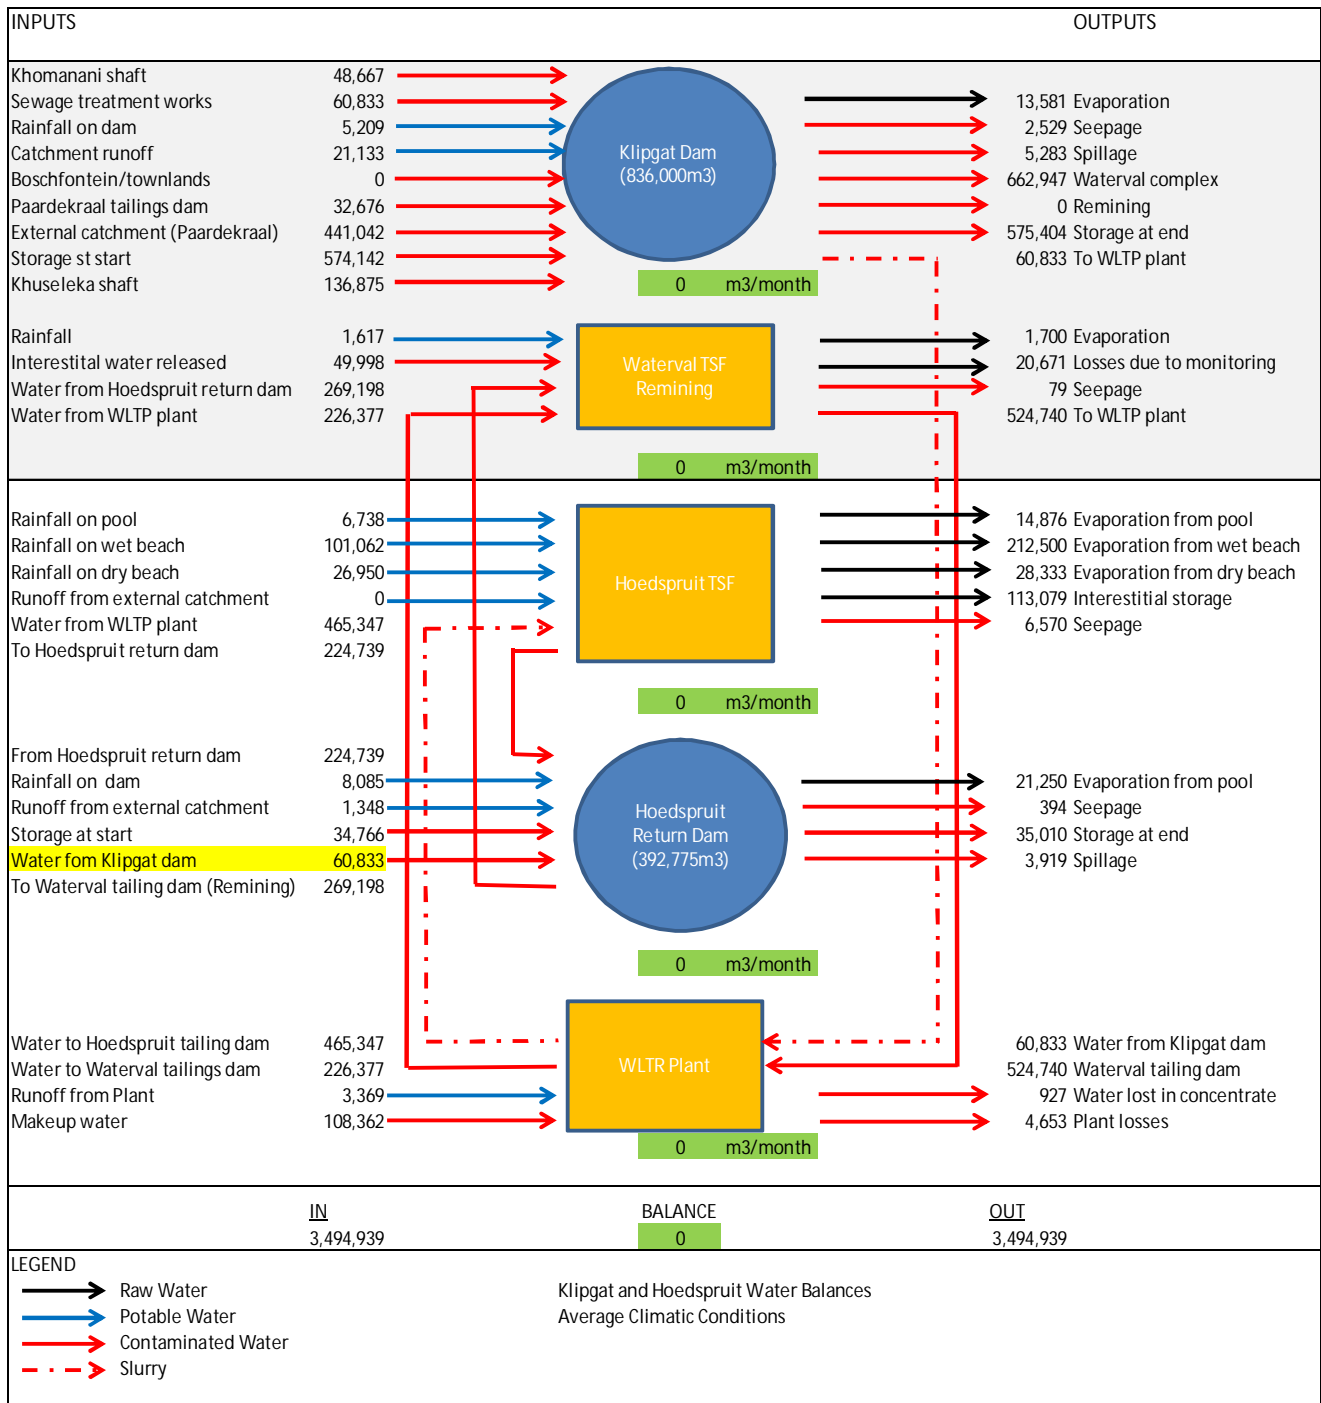 INPUTS OUTPUTS
Khomanani shaft 48,667
Sewage treatment works 60,833 13,581 Evaporation
Rainfall on dam 5,209 2,529 Seepage
Catchment runoff 21,133 Klipgat Dam 5,283 Spillage
Boschfontein/townlands 0 (836,000m3) 662,947 Waterval complex
Paardekraal tailings dam 32,676 0 Remining
External catchment (Paardekraal) 441,042 575,404 Storage at end
Storage st start 574,142 60,833 To WLTP plant
Khuseleka shaft 136,875 0 m3/month
Rainfall 1,617 1,700 Evaporation
Interestital water released 49,998 Waterval TSF 20,671 Losses due to monitoring
Water from Hoedspruit return dam 269,198 Remining 79 Seepage
Water from WLTP plant 226,377 524,740 To WLTP plant
0 m3/month
Rainfall on pool 6,738 14,876 Evaporation from pool
Rainfall on wet beach 101,062 212,500 Evaporation from wet beach
Rainfall on dry beach 26,950 Hoedspruit TSF 28,333 Evaporation from dry beach
Runoff from external catchment 0 113,079 Interestitial storage
Water from WLTP plant 465,347 6,570 Seepage
To Hoedspruit return dam 224,739
0 m3/month
From Hoedspruit return dam 224,739
Rainfall on dam 8,085 21,250 Evaporation from pool
Runoff from external catchment 1,348 Hoedspruit 394 Seepage
Storage at start 34,766 Return Dam 35,010 Storage at end
Water fom Klipgat dam 60,833 (392,775m3) 3,919 Spillage
To Waterval tailing dam (Remining) 269,198
0 m3/month
Water to Hoedspruit tailing dam 465,347 60,833 Water from Klipgat dam
Water to Waterval tailings dam 226,377 WLTR Plant 524,740 Waterval tailing dam
Runoff from Plant 3,369 927 Water lost in concentrate
Makeup water 108,362 4,653 Plant losses
0 m3/month
IN BALANCE OUT
3,494,939 0 3,494,939
LEGEND
Raw Water Klipgat and Hoedspruit Water Balances
Potable Water Average Climatic Conditions
Contaminated Water
Slurry